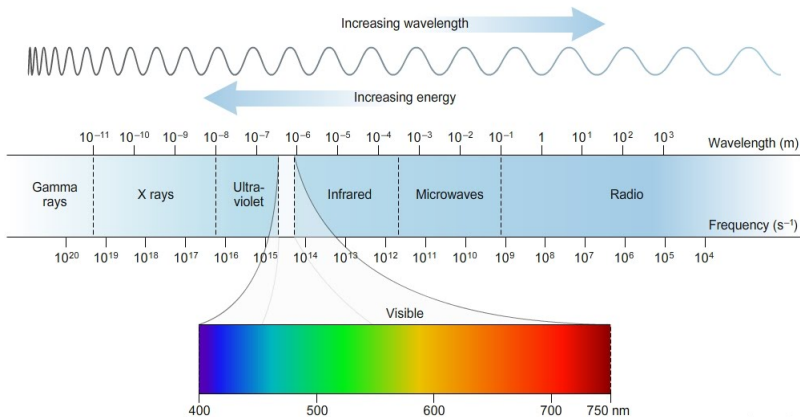 Increasing wavelength
Increasing energy
10⁻¹¹ 10⁻¹⁰ 10⁻⁹ 10⁻⁸ 10⁻⁷ 10⁻⁶ 10⁻⁵ 10⁻⁴ 10⁻³ 10⁻² 10⁻¹ 1 10¹ 10² 10³ Wavelength (m)
Gamma rays X rays Ultra-violet Infrared Microwaves Radio
Frequency (s⁻¹)
10²⁰ 10¹⁹ 10¹⁸ 10¹⁷ 10¹⁶ 10¹⁵ 10¹⁴ 10¹³ 10¹² 10¹¹ 10¹⁰ 10⁹ 10⁸ 10⁷ 10⁶ 10⁵ 10⁴
Visible
400 500 600 700 750 nm